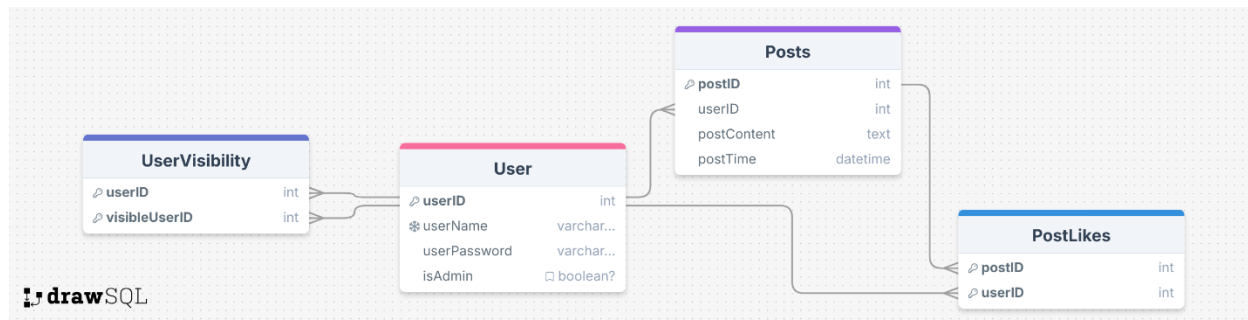 UserVisibility
userID int
visibleUserID int
User
userID int
userName varchar...
userPassword varchar...
isAdmin boolean?
Posts
postID int
userID int
postContent text
postTime datetime
PostLikes
postID int
userID int
drawSQL